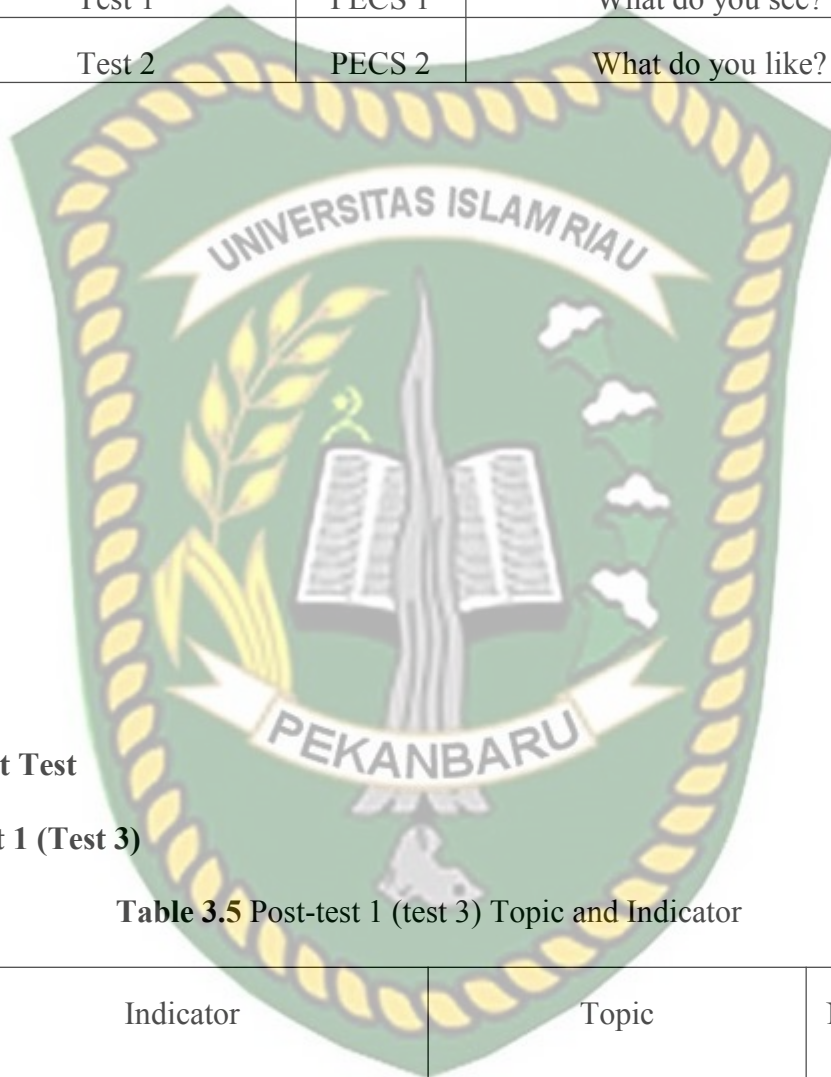 Test 1 PECS 1 What do you see?
Test 2 PECS 2 What do you like?
UNIVERSITAS ISLAM RIAU
PEKANBARU
t Test
t 1 (Test 3)
Table 3.5 Post-test 1 (test 3) Topic and Indicator
Indicator Topic